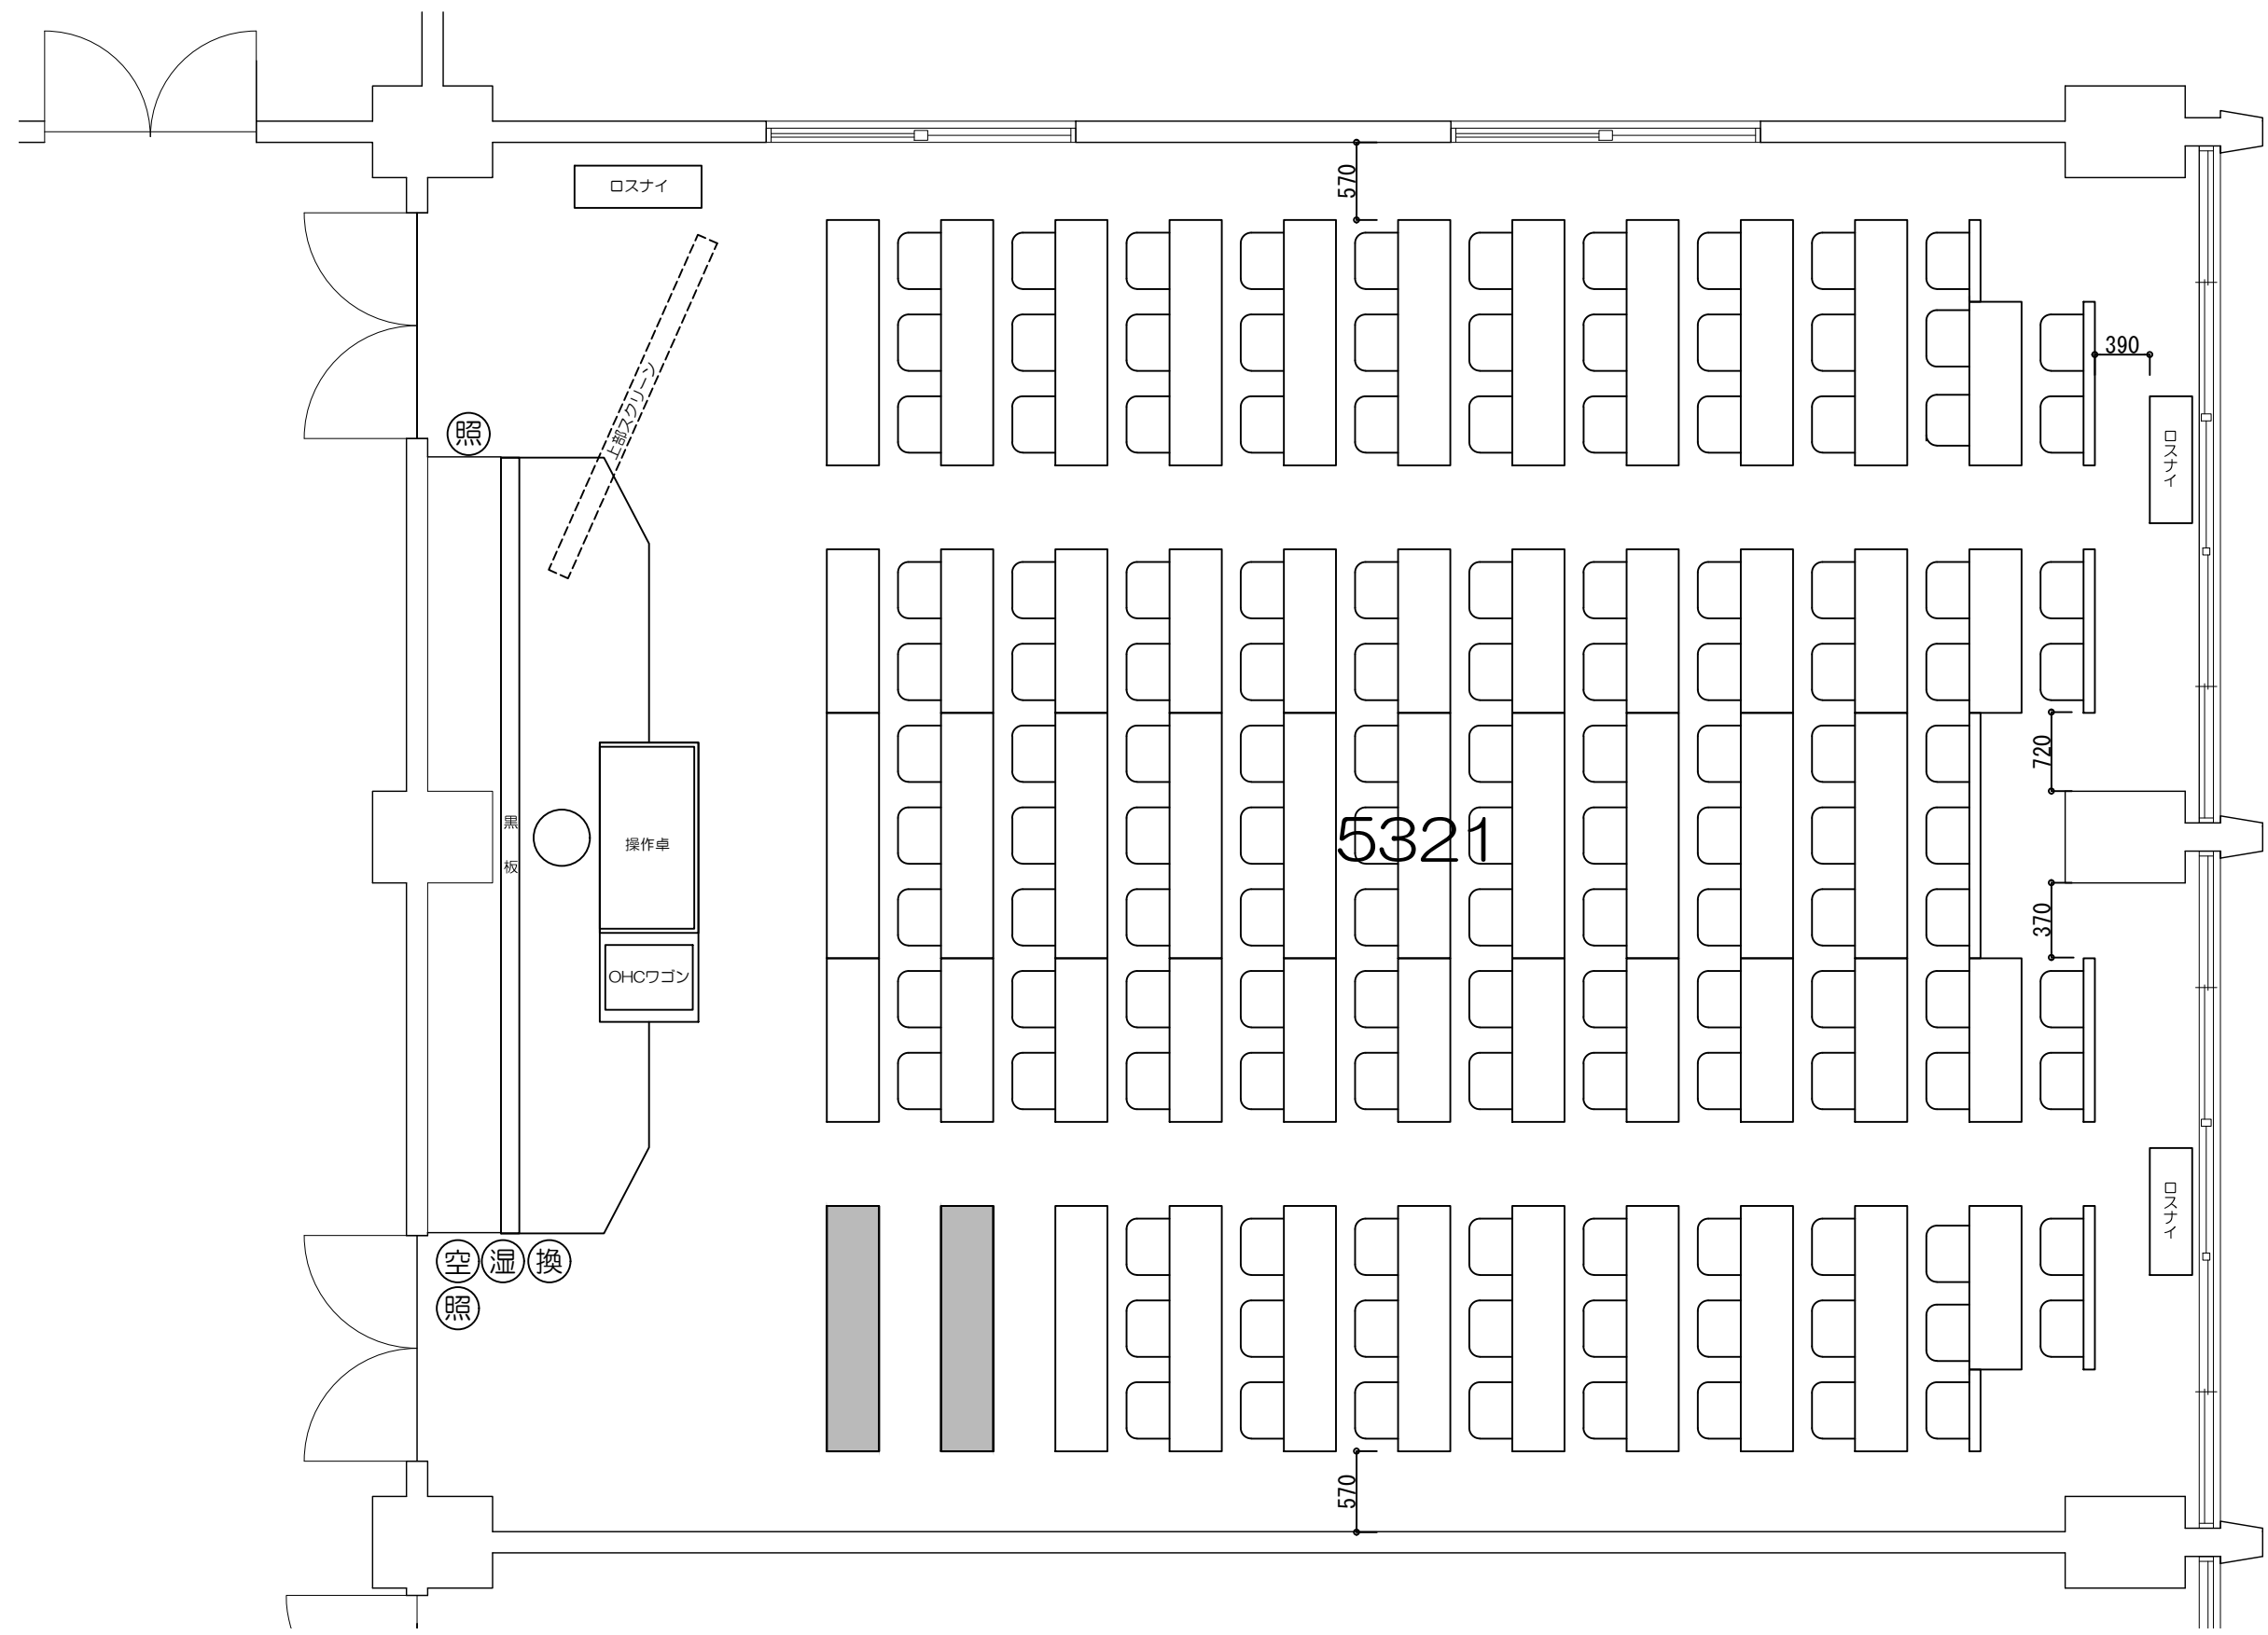 ロスナイ
570
上部スクリーン
390
照
ロスナイ
720
黒板
操作卓
5321
370
OHCワゴン
ロスナイ
空 湿 換
照
570